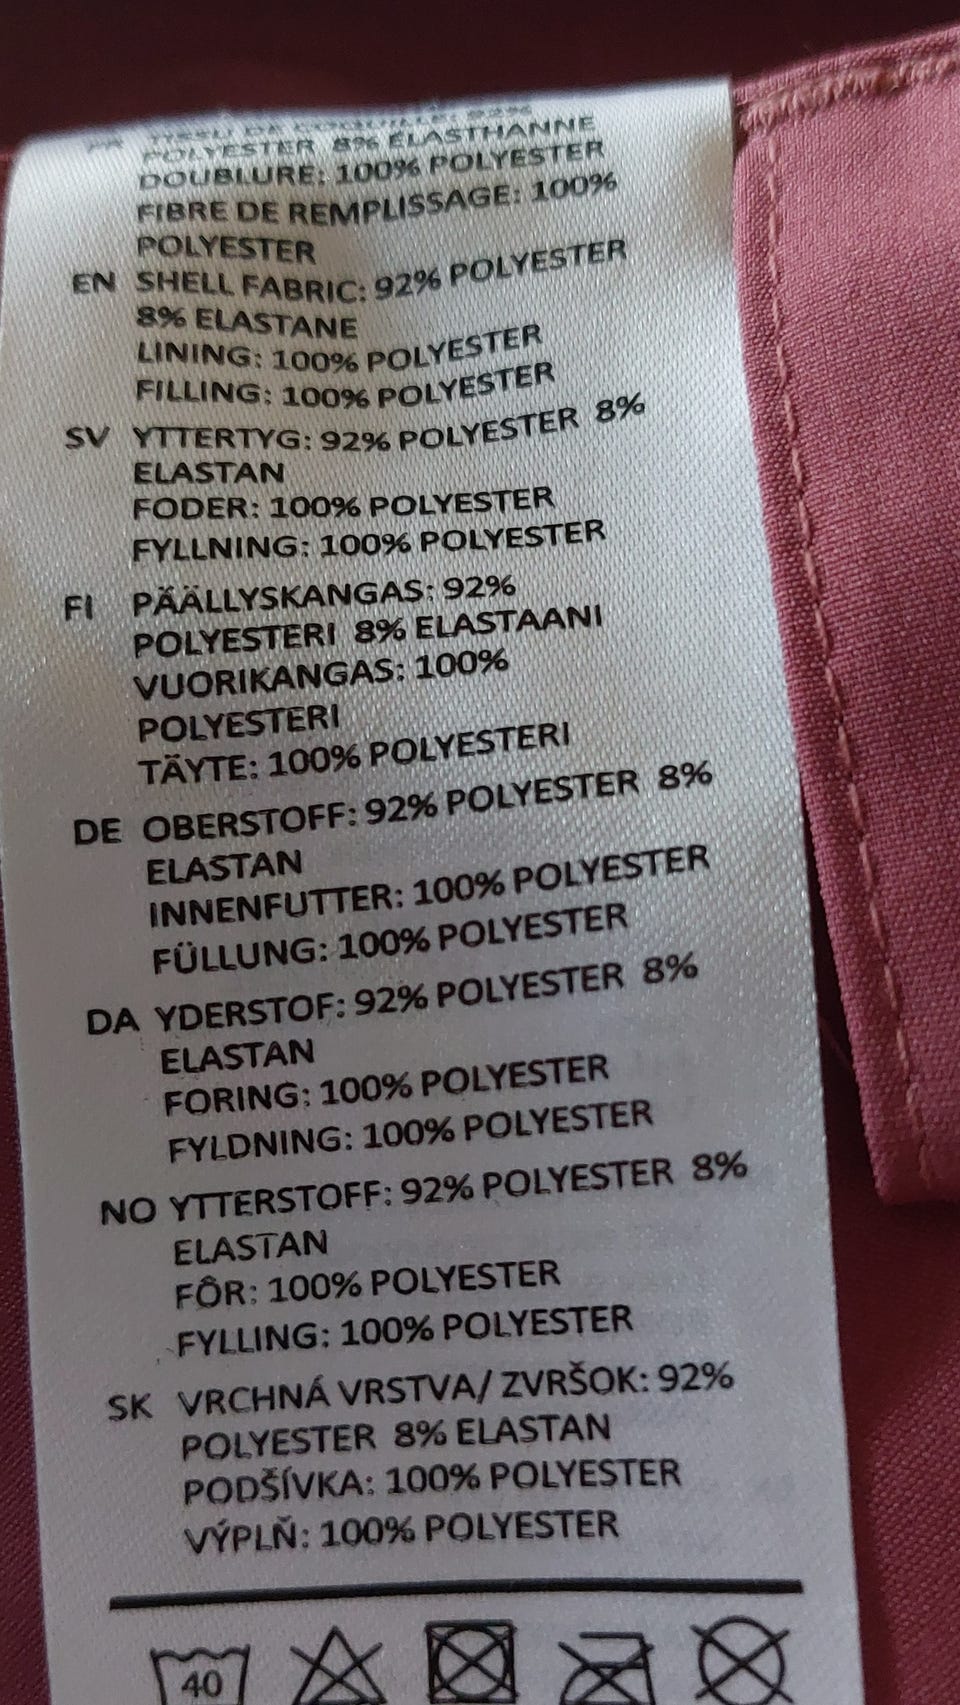 FR TISSU DE COQUILLE: 92%
POLYESTER 8% ÉLASTHANNE
DOUBLURE: 100% POLYESTER
FIBRE DE REMPLISSAGE: 100%
POLYESTER
EN SHELL FABRIC: 92% POLYESTER
8% ELASTANE
LINING: 100% POLYESTER
FILLING: 100% POLYESTER
SV YTTERTYG: 92% POLYESTER 8%
ELASTAN
FODER: 100% POLYESTER
FYLLNING: 100% POLYESTER
FI PÄÄLLYSKANGAS: 92%
POLYESTERI 8% ELASTAANI
VUORIKANGAS: 100%
POLYESTERI
TÄYTE: 100% POLYESTERI
DE OBERSTOFF: 92% POLYESTER 8%
ELASTAN
INNENFUTTER: 100% POLYESTER
FÜLLUNG: 100% POLYESTER
DA YDERSTOF: 92% POLYESTER 8%
ELASTAN
FORING: 100% POLYESTER
FYLDNING: 100% POLYESTER
NO YTTERSTOFF: 92% POLYESTER 8%
ELASTAN
FÔR: 100% POLYESTER
FYLLING: 100% POLYESTER
SK VRCHNÁ VRSTVA/ ZVRŠOK: 92%
POLYESTER 8% ELASTAN
PODŠÍVKA: 100% POLYESTER
VÝPLŇ: 100% POLYESTER
40